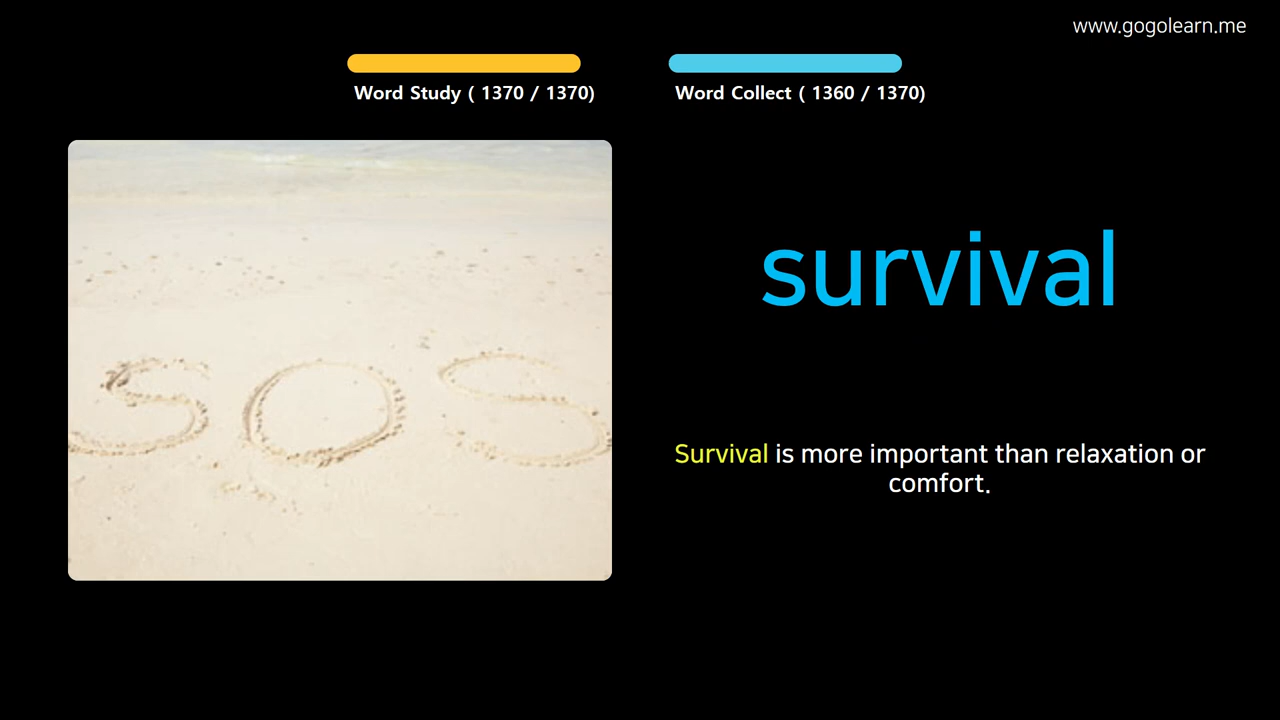 www.gogolearn.me
Word Study ( 1370 / 1370)
Word Collect ( 1360 / 1370)
SOS
survival
Survival is more important than relaxation or
comfort.